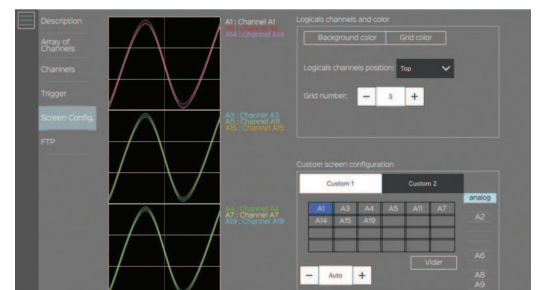 Description
Array of
Channels
Channels
Trigger
Screen Config.
FTP
A1 : Channel A1
A14 : Channel A14
A3 : Channel A3
A11 : Channel A11
A15 : Channel A15
A4 : Channel A4
A7 : Channel A7
A19 : Channel A19
Logicals channels and color
Background color
Grid color
Logicals channels position: Top
Grid number: − 3 +
Custom screen configuration
Custom 1
Custom 2
A1 A3 A4 A5 A11 A7
A14 A15 A19
Vider
− Auto +
analog
A2
A6
A8
A9